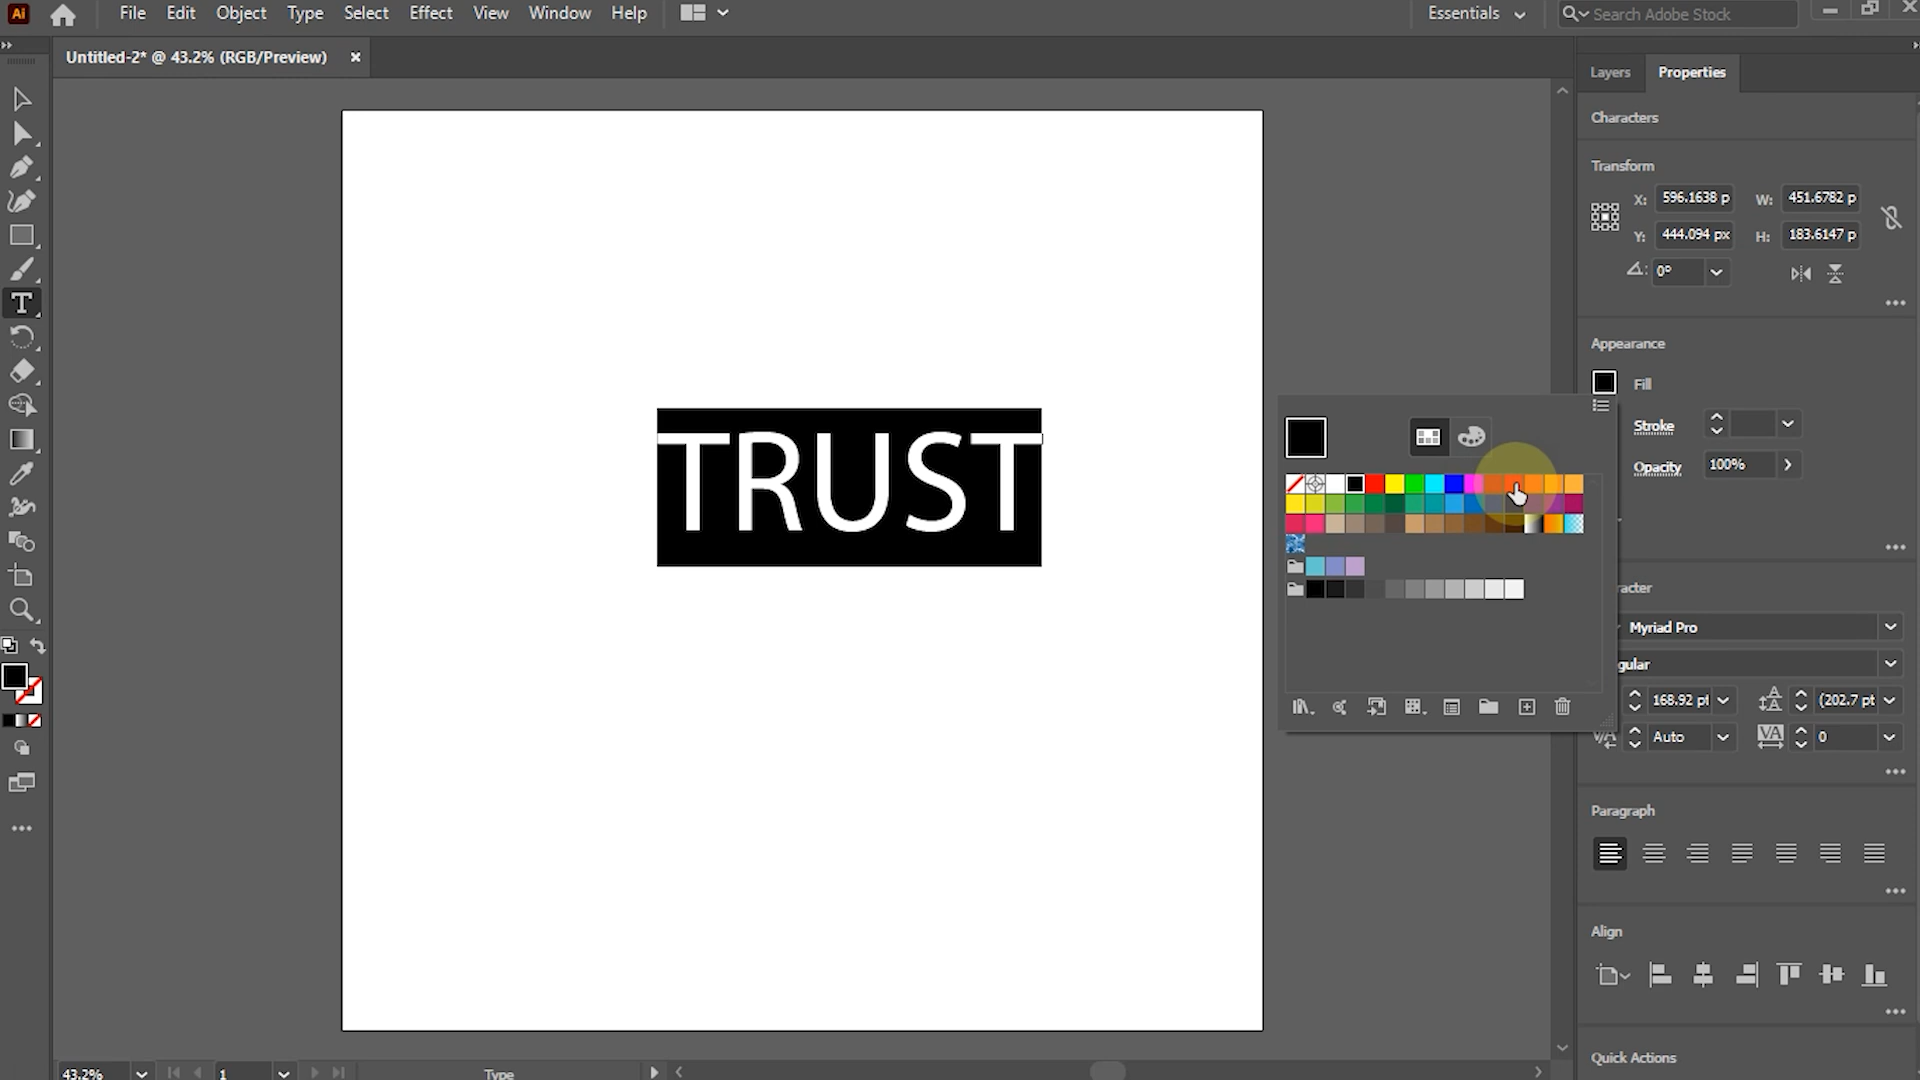 Ai File Edit Object Type Select Effect View Window Help Essentials Search Adobe Stock
Untitled-2* @ 43.2% (RGB/Preview) ×
Layers Properties
Characters
Transform
X: 596.1638 p W: 451.6782 p
Y: 444.094 px H: 183.6147 p
0°
Appearance
Fill
Stroke
Opacity 100%
TRUST
racter
Myriad Pro
gular
168.92 pt (202.7 pt
Auto 0
Paragraph
Align
Quick Actions
43.2% 1 Type